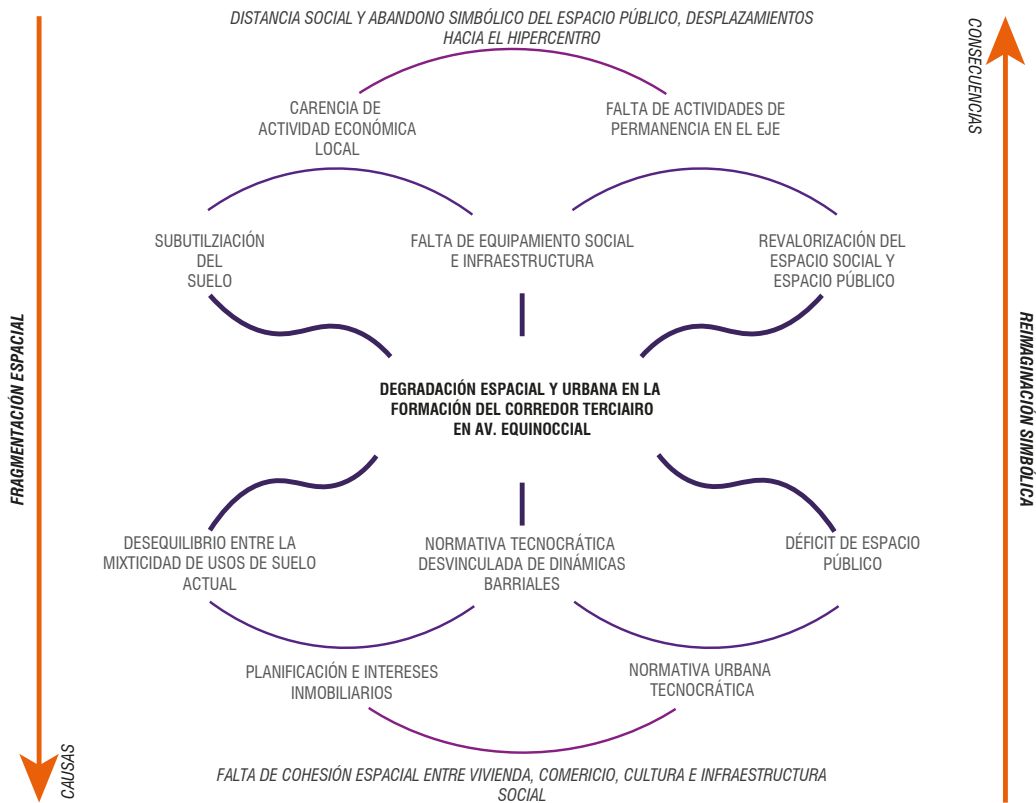 DISTANCIA SOCIAL Y ABANDONO SIMBÓLICO DEL ESPACIO PÚBLICO, DESPLAZAMIENTOS
HACIA EL HIPERCENTRO
CONSECUENCIAS
CARENCIA DE
ACTIVIDAD ECONÓMICA
LOCAL
FALTA DE ACTIVIDADES DE
PERMANENCIA EN EL EJE
SUBUTILZIACIÓN
DEL
SUELO
FALTA DE EQUIPAMIENTO SOCIAL
E INFRAESTRUCTURA
REVALORIZACIÓN DEL
ESPACIO SOCIAL Y
ESPACIO PÚBLICO
FRAGMENTACIÓN ESPACIAL
DEGRADACIÓN ESPACIAL Y URBANA EN LA
FORMACIÓN DEL CORREDOR TERCIAIRO
EN AV. EQUINOCCIAL
REIMAGINACIÓN SIMBÓLICA
DESEQUILIBRIO ENTRE LA
MIXTICIDAD DE USOS DE SUELO
ACTUAL
NORMATIVA TECNOCRÁTICA
DESVINCULADA DE DINÁMICAS
BARRIALES
DÉFICIT DE ESPACIO
PÚBLICO
PLANIFICACIÓN E INTERESES
INMOBILIARIOS
NORMATIVA URBANA
TECNOCRÁTICA
CAUSAS
FALTA DE COHESIÓN ESPACIAL ENTRE VIVIENDA, COMERICIO, CULTURA E INFRAESTRUCTURA
SOCIAL